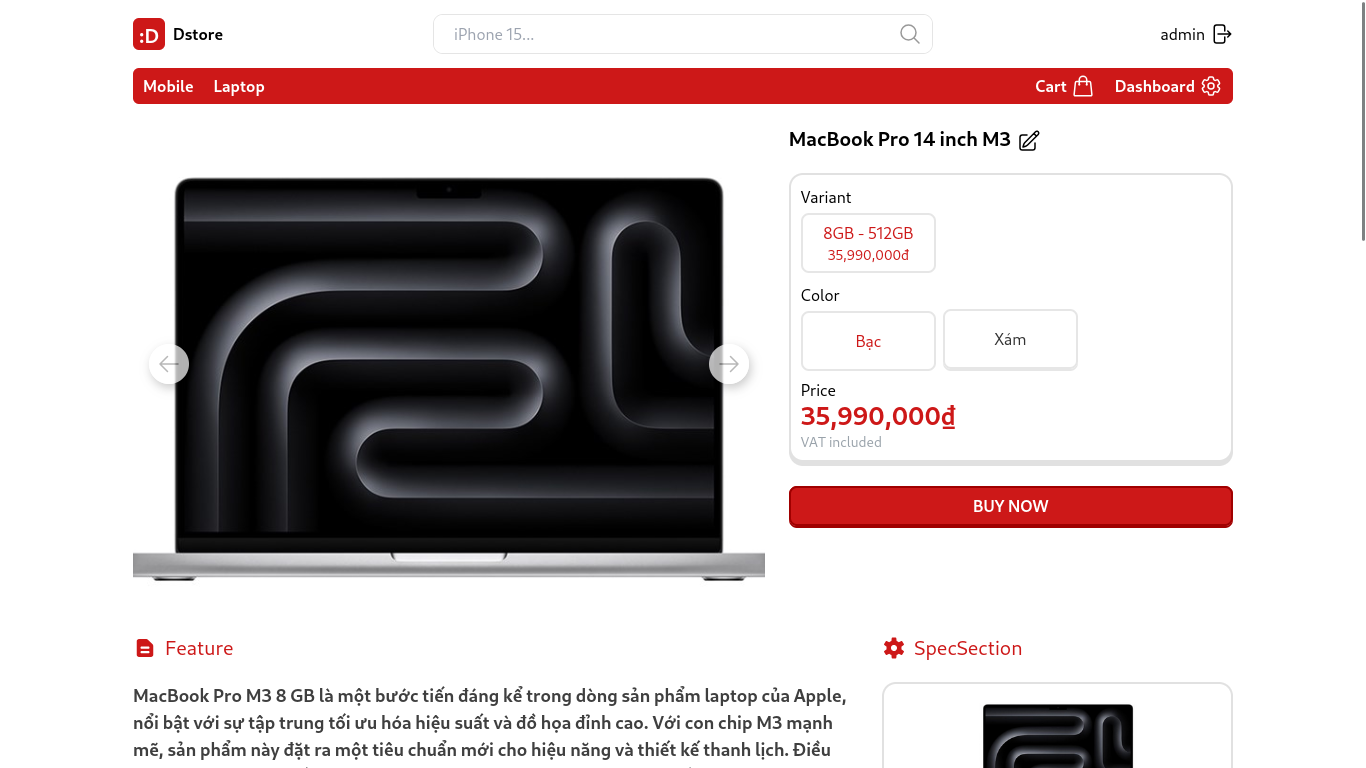 :D Dstore
iPhone 15...
admin
Mobile Laptop
Cart Dashboard
MacBook Pro 14 inch M3
Variant
8GB - 512GB
35,990,000đ
Color
Bạc
Xám
Price
35,990,000₫
VAT included
BUY NOW
Feature
MacBook Pro M3 8 GB là một bước tiến đáng kể trong dòng sản phẩm laptop của Apple,
nổi bật với sự tập trung tối ưu hóa hiệu suất và đồ họa đỉnh cao. Với con chip M3 mạnh
mẽ, sản phẩm này đặt ra một tiêu chuẩn mới cho hiệu năng và thiết kế thanh lịch. Điều
SpecSection